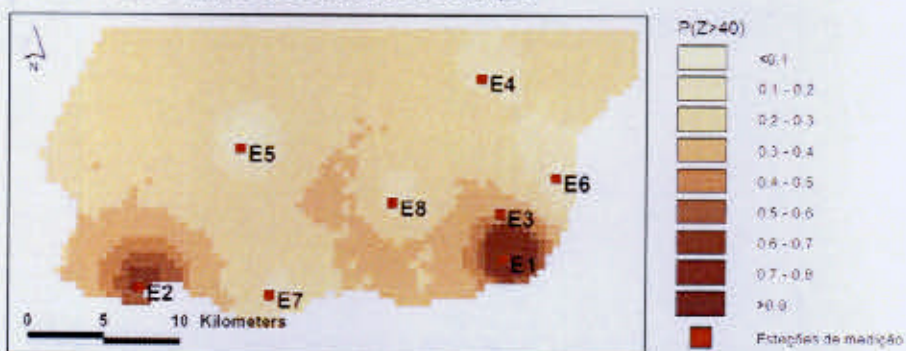 P(Z>40)
<0.1
0.1 - 0.2
0.2 - 0.3
0.3 - 0.4
0.4 - 0.5
0.5 - 0.6
0.6 - 0.7
0.7 - 0.8
Estações de medição
N
E4
E5
E6
E8
E3
E1
E2
E7
0 5 10 Kilometers